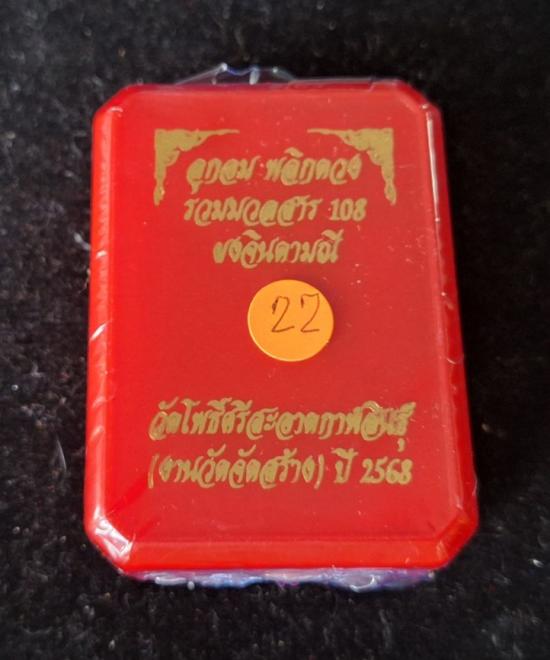 ลูกอม พลิกดวง
รวมมวลสาร 108
ผงจินดามณี
22
วัดโพธิ์ศรีสะอาดกาฬสินธุ์
(งานวัดจัดสร้าง) ปี 2568